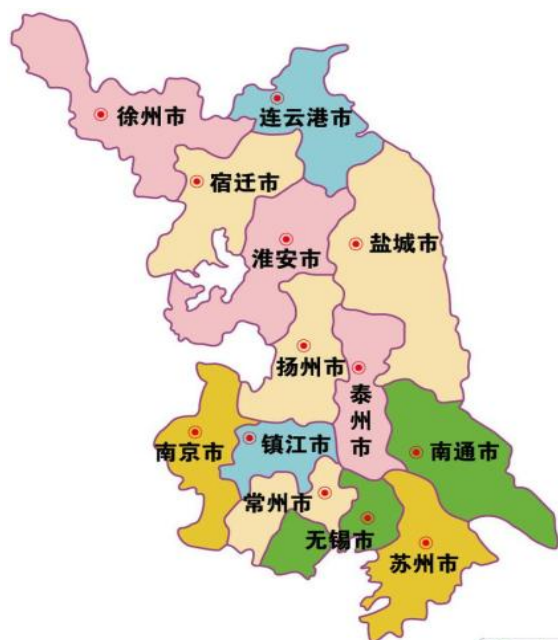 徐州市
连云港市
宿迁市
淮安市
盐城市
扬州市
泰州市
南京市
镇江市
南通市
常州市
无锡市
苏州市